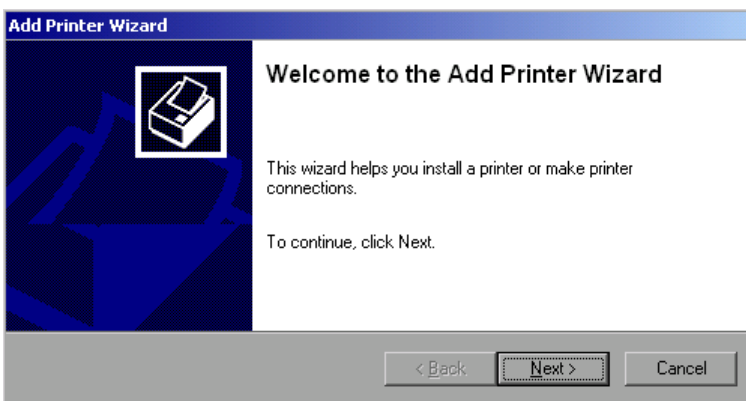 Add Printer Wizard
Welcome to the Add Printer Wizard
This wizard helps you install a printer or make printer
connections.
To continue, click Next.
< Back
Next >
Cancel